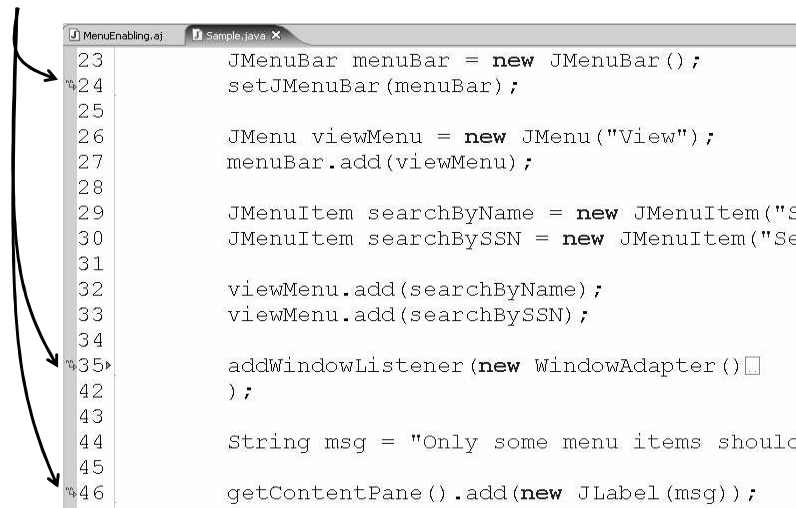 MenuEnabling.aj Sample.java
23 JMenuBar menuBar = new JMenuBar();
24 setJMenuBar(menuBar);
25
26 JMenu viewMenu = new JMenu("View");
27 menuBar.add(viewMenu);
28
29 JMenuItem searchByName = new JMenuItem("S
30 JMenuItem searchBySSN = new JMenuItem("Se
31
32 viewMenu.add(searchByName);
33 viewMenu.add(searchBySSN);
34
35 addWindowListener(new WindowAdapter()
42 );
43
44 String msg = "Only some menu items should
45
46 getContentPane().add(new JLabel(msg));